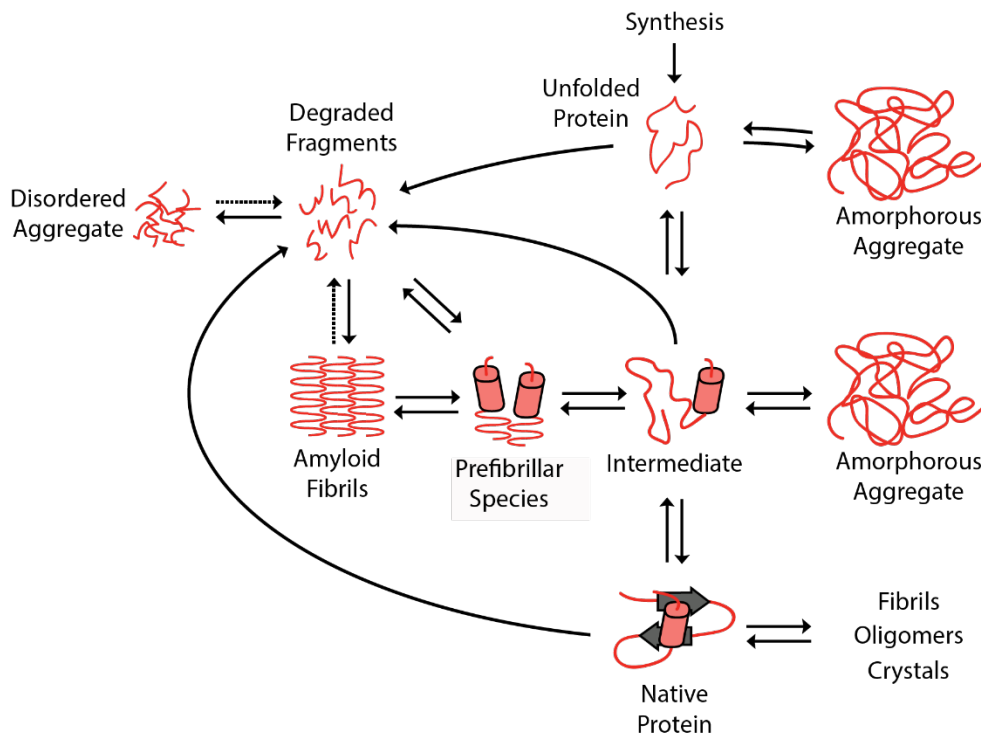 Synthesis
Unfolded
Protein
Degraded
Fragments
Disordered
Aggregate
Amorphorous
Aggregate
Amyloid
Fibrils
Prefibrillar
Species
Intermediate
Amorphorous
Aggregate
Native
Protein
Fibrils
Oligomers
Crystals